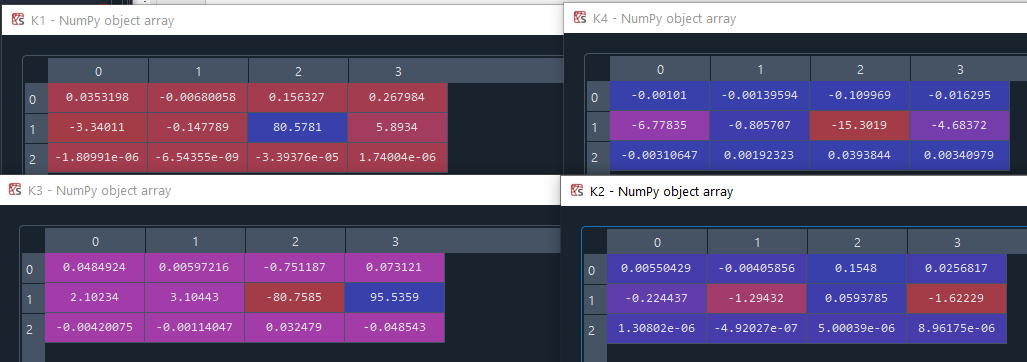 K1 - NumPy object array
0 1 2 3
0 0.0353198 -0.00680058 0.156327 0.267984
1 -3.34011 -0.147789 80.5781 5.8934
2 -1.80991e-06 -6.54355e-09 -3.39376e-05 1.74004e-06
K4 - NumPy object array
0 1 2 3
0 -0.00101 -0.00139594 -0.109969 -0.016295
1 -6.77835 -0.805707 -15.3019 -4.68372
2 -0.00310647 0.00192323 0.0393844 0.00340979
K3 - NumPy object array
0 1 2 3
0 0.0484924 0.00597216 -0.751187 0.073121
1 2.10234 3.10443 -80.7585 95.5359
2 -0.00420075 -0.00114047 0.032479 -0.048543
K2 - NumPy object array
0 1 2 3
0 0.00550429 -0.00405856 0.1548 0.0256817
1 -0.224437 -1.29432 0.0593785 -1.62229
2 1.30802e-06 -4.92027e-07 5.00039e-06 8.96175e-06